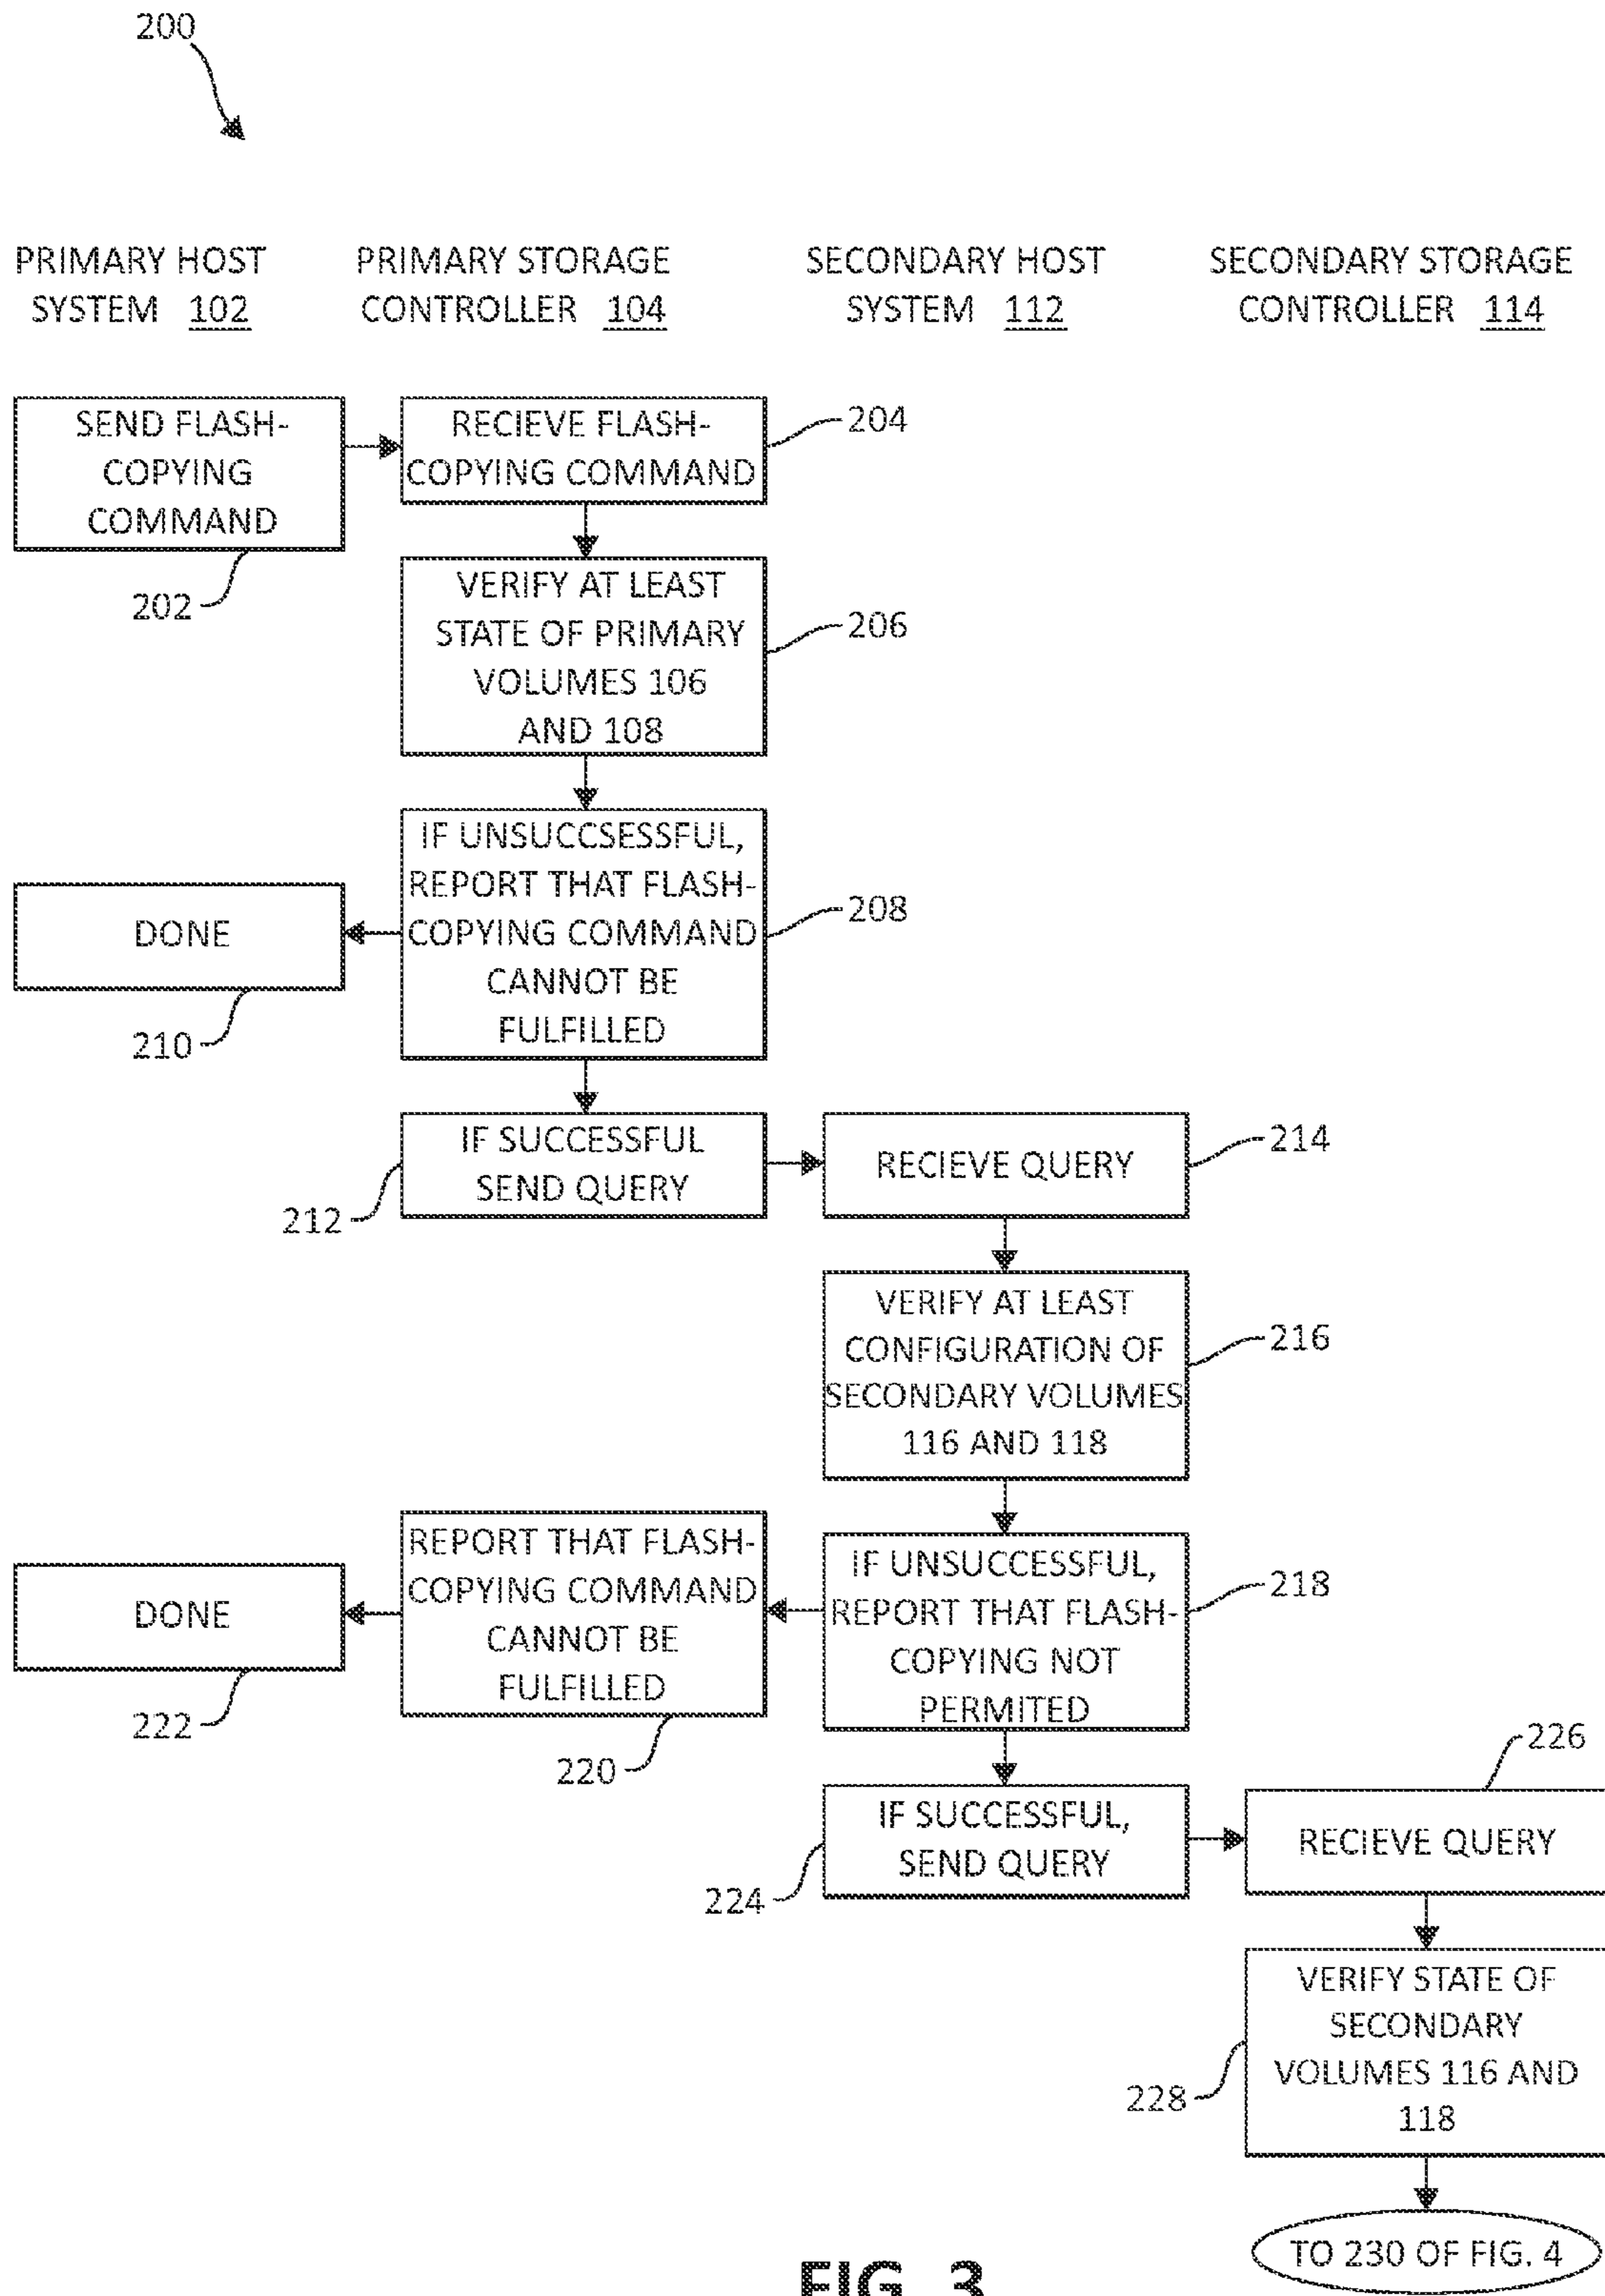 200
PRIMARY HOST
SYSTEM 102
PRIMARY STORAGE
CONTROLLER 104
SECONDARY HOST
SYSTEM 112
SECONDARY STORAGE
CONTROLLER 114
SEND FLASH-
COPYING
COMMAND
202
RECIEVE FLASH-
COPYING COMMAND
204
VERIFY AT LEAST
STATE OF PRIMARY
VOLUMES 106
AND 108
206
IF UNSUCCSESSFUL,
REPORT THAT FLASH-
COPYING COMMAND
CANNOT BE
FULFILLED
208
DONE
210
IF SUCCESSFUL
SEND QUERY
212
RECIEVE QUERY
214
VERIFY AT LEAST
CONFIGURATION OF
SECONDARY VOLUMES
116 AND 118
216
IF UNSUCCESSFUL,
REPORT THAT FLASH-
COPYING NOT
PERMITED
218
REPORT THAT FLASH-
COPYING COMMAND
CANNOT BE
FULFILLED
220
DONE
222
IF SUCCESSFUL,
SEND QUERY
224
RECIEVE QUERY
226
VERIFY STATE OF
SECONDARY
VOLUMES 116 AND
118
228
TO 230 OF FIG. 4
FIG. 3